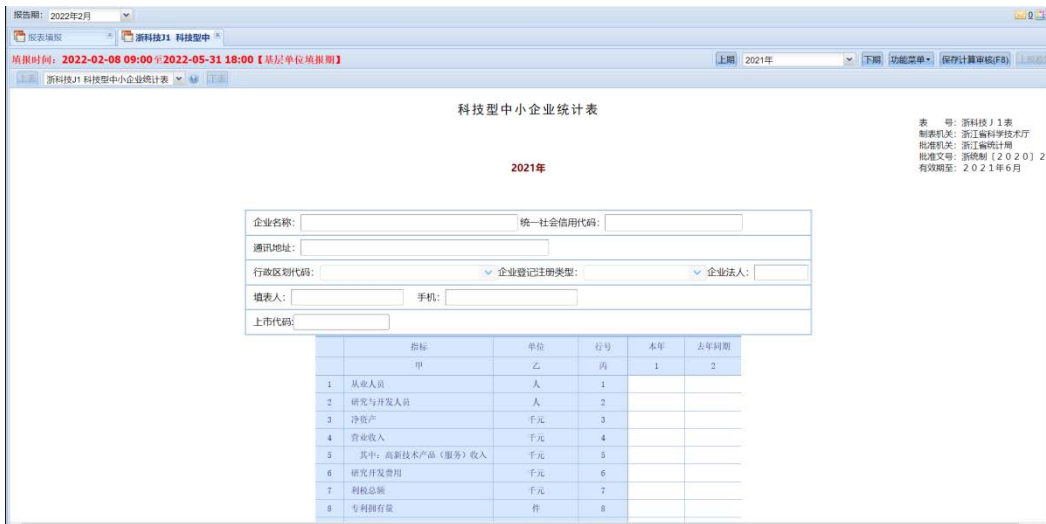 报告期: 2022年2月
报表填报 浙科技J1 科技型中
填报时间：2022-02-08 09:00至2022-05-31 18:00【基层单位填报期】 上期 2021年 下期 功能菜单 保存计算审核(F8)
上表 浙科技J1 科技型中小企业统计表 下表
科技型中小企业统计表
表 号: 浙科技J1表
制表机关: 浙江省科学技术厅
批准机关: 浙江省统计局
批准文号: 浙统制〔2020〕2
有效期至: 2021年6月
2021年
企业名称: 统一社会信用代码:
通讯地址:
行政区划代码: 企业登记注册类型: 企业法人:
填表人: 手机:
上市代码:
指标 单位 行号 本年 去年同期
甲 乙 丙 1 2
1 从业人员 人 1
2 研究与开发人员 人 2
3 净资产 千元 3
4 营业收入 千元 4
5 其中：高新技术产品（服务）收入 千元 5
6 研究开发费用 千元 6
7 利税总额 千元 7
8 专利拥有量 件 8